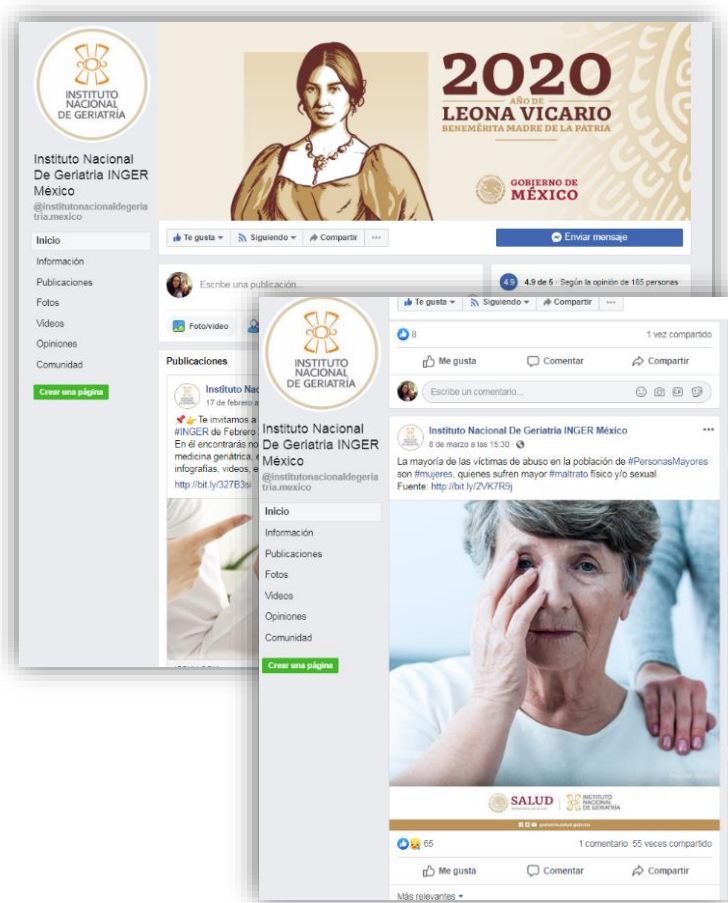 INSTITUTO
NACIONAL
DE GERIATRÍA
Instituto Nacional
De Geriatria INGER
México
@institutonacionaldegeria
tria.mexico
Inicio
Información
Publicaciones
Fotos
Videos
Opiniones
Comunidad
Crear una página
2020
AÑO DE
LEONA VICARIO
BENEMÉRITA MADRE DE LA PATRIA
GOBIERNO DE
MÉXICO
Te gusta
Siguiendo
Compartir
Enviar mensaje
Escribe una publicación...
4.9
4.9 de 5 · Según la opinión de 185 personas
Foto/video
Publicaciones
Instituto Nac
17 de febrero a
Te invitamos a
#INGER de Febrero
En él encontrarás no
medicina geriátrica, e
infografías, videos, e
http://bit.ly/327B3si
INSTITUTO
NACIONAL
DE GERIATRÍA
Instituto Nacional
De Geriatria INGER
México
@institutonacionaldegeria
tria.mexico
Inicio
Información
Publicaciones
Fotos
Videos
Opiniones
Comunidad
Crear una página
Te gusta
Siguiendo
Compartir
8
1 vez compartido
Me gusta
Comentar
Compartir
Escribe un comentario...
Instituto Nacional De Geriatria INGER México
8 de marzo a las 15:30
La mayoría de las víctimas de abuso en la población de #PersonasMayores
son #mujeres, quienes sufren mayor #maltrato físico y/o sexual.
Fuente: http://bit.ly/2VK7R9j
SALUD
INSTITUTO
NACIONAL
DE GERIATRÍA
65
1 comentario 55 veces compartido
Me gusta
Comentar
Compartir
Más relevantes